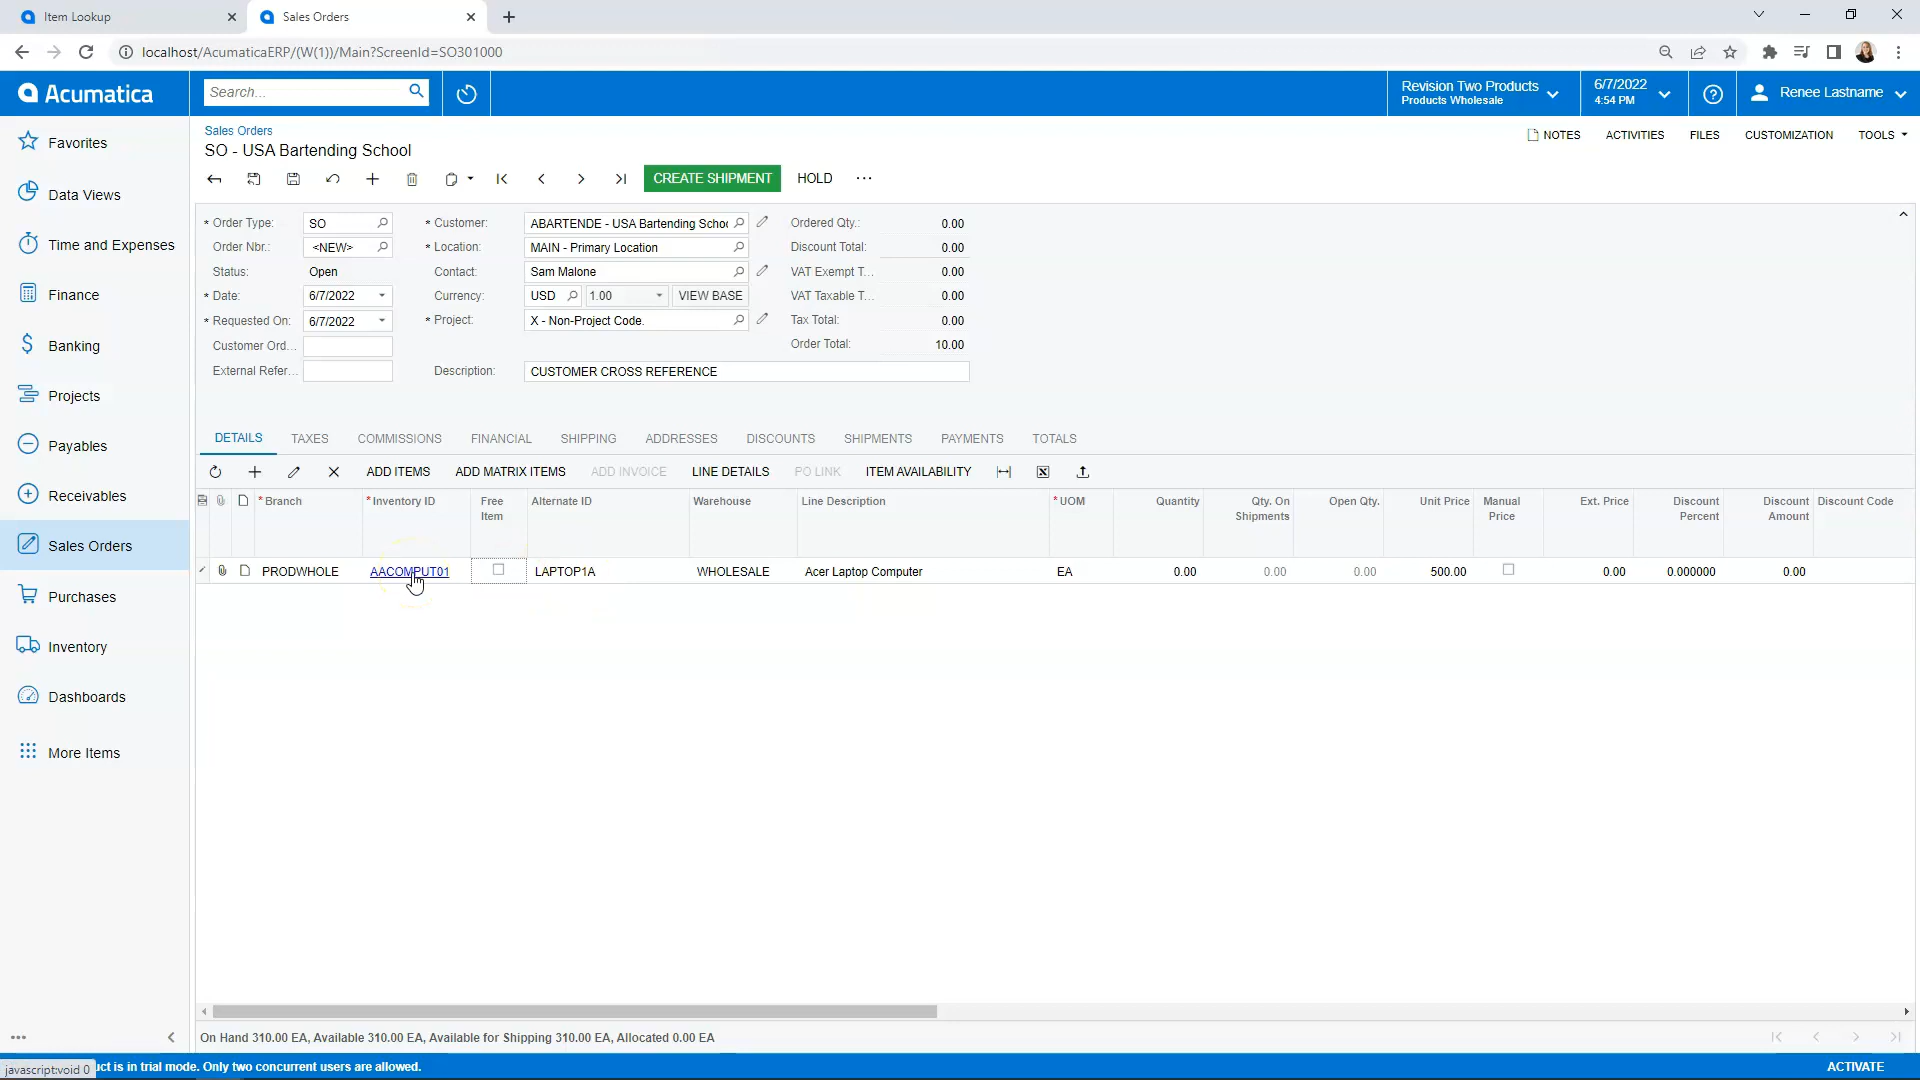 Item Lookup
Sales Orders
localhost/AcumaticaERP/(W(1))/Main?ScreenId=SO301000
Acumatica
Search...
Revision Two Products
Products Wholesale
6/7/2022
4:54 PM
Renee Lastname
Favorites
Data Views
Time and Expenses
Finance
Banking
Projects
Payables
Receivables
Sales Orders
Purchases
Inventory
Dashboards
More Items
Sales Orders
SO - USA Bartending School
NOTES ACTIVITIES FILES CUSTOMIZATION TOOLS
CREATE SHIPMENT HOLD
* Order Type: SO * Customer: ABARTENDE - USA Bartending Schoo Ordered Qty.: 0.00
Order Nbr.: <NEW> * Location: MAIN - Primary Location Discount Total: 0.00
Status: Open Contact: Sam Malone VAT Exempt T... 0.00
* Date: 6/7/2022 Currency: USD 1.00 VIEW BASE VAT Taxable T... 0.00
* Requested On: 6/7/2022 * Project: X - Non-Project Code. Tax Total: 0.00
Customer Ord... Order Total: 10.00
External Refer... Description: CUSTOMER CROSS REFERENCE
DETAILS TAXES COMMISSIONS FINANCIAL SHIPPING ADDRESSES DISCOUNTS SHIPMENTS PAYMENTS TOTALS
ADD ITEMS ADD MATRIX ITEMS ADD INVOICE LINE DETAILS PO LINK ITEM AVAILABILITY
* Branch * Inventory ID Free Item Alternate ID Warehouse Line Description * UOM Quantity Qty. On Shipments Open Qty. Unit Price Manual Price Ext. Price Discount Percent Discount Amount Discount Code
PRODWHOLE AACOMPUT01 LAPTOP1A WHOLESALE Acer Laptop Computer EA 0.00 0.00 0.00 500.00 0.00 0.000000 0.00
On Hand 310.00 EA, Available 310.00 EA, Available for Shipping 310.00 EA, Allocated 0.00 EA
javascript:void 0
uct is in trial mode. Only two concurrent users are allowed.
ACTIVATE